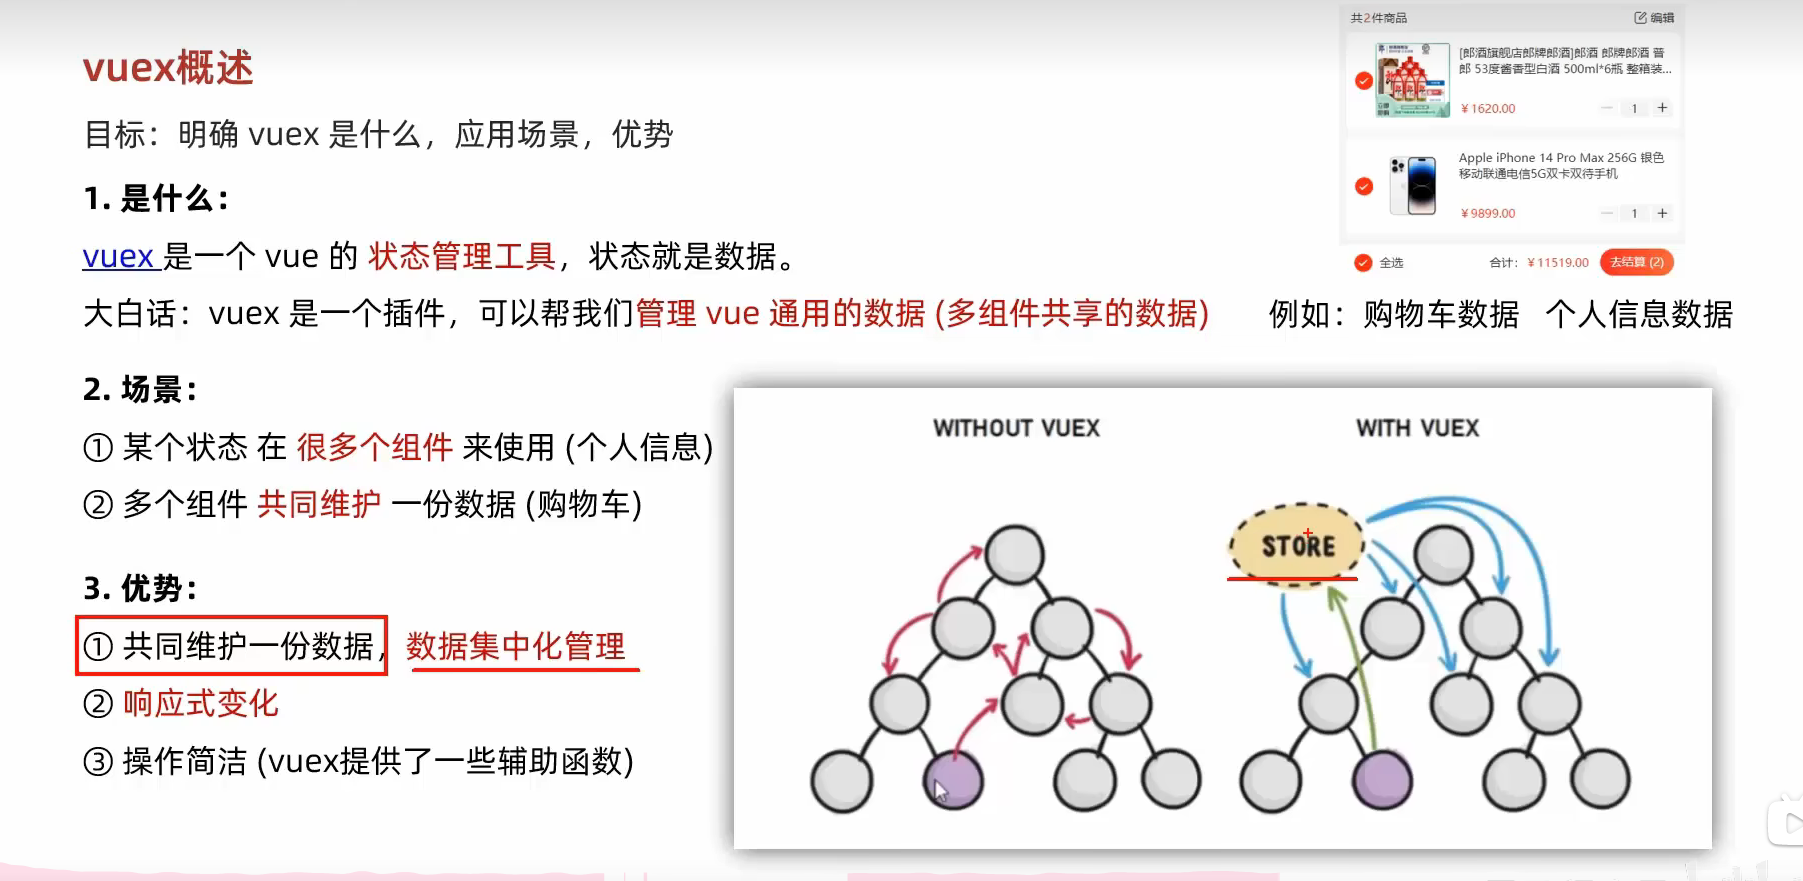 共2件商品 编辑
vuex概述
[郎酒旗舰店郎牌郎酒]郎酒 郎牌郎酒 普
郎 53度酱香型白酒 500ml*6瓶 整箱装...
¥1620.00 1 +
目标：明确 vuex 是什么，应用场景，优势
Apple iPhone 14 Pro Max 256G 银色
移动联通电信5G双卡双待手机
¥9899.00 1 +
全选 合计：¥11519.00 去结算 (2)
1. 是什么：
vuex 是一个 vue 的 状态管理工具，状态就是数据。
大白话：vuex 是一个插件，可以帮我们管理 vue 通用的数据 (多组件共享的数据) 例如：购物车数据 个人信息数据
2. 场景：
① 某个状态 在 很多个组件 来使用 (个人信息)
② 多个组件 共同维护 一份数据 (购物车)
3. 优势：
① 共同维护一份数据，数据集中化管理
② 响应式变化
③ 操作简洁 (vuex提供了一些辅助函数)
WITHOUT VUEX
WITH VUEX
STORE